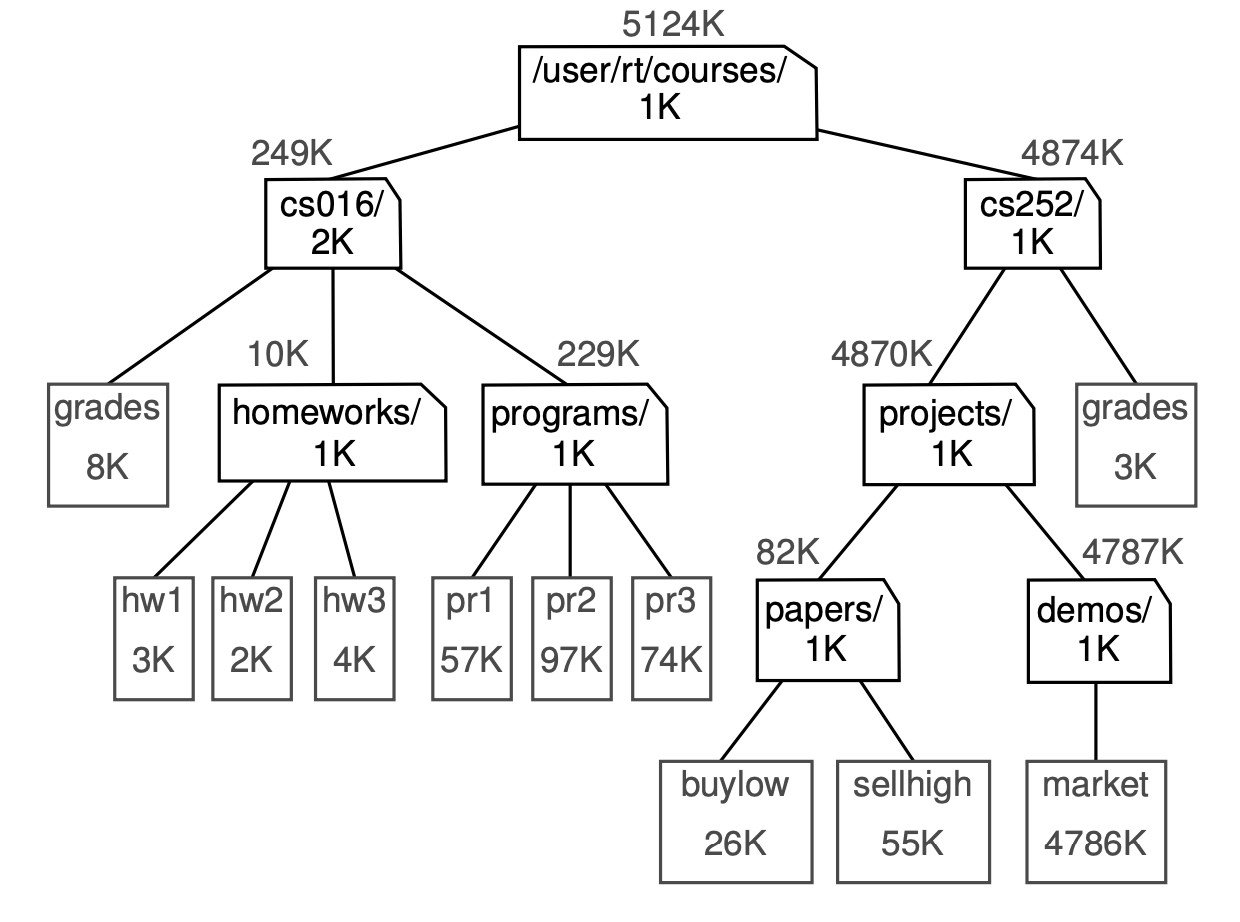 5124K
/user/rt/courses/
1K
249K
4874K
cs016/
2K
cs252/
1K
10K
229K
4870K
grades
8K
homeworks/
1K
programs/
1K
projects/
1K
grades
3K
82K
4787K
hw1
3K
hw2
2K
hw3
4K
pr1
57K
pr2
97K
pr3
74K
papers/
1K
demos/
1K
buylow
26K
sellhigh
55K
market
4786K